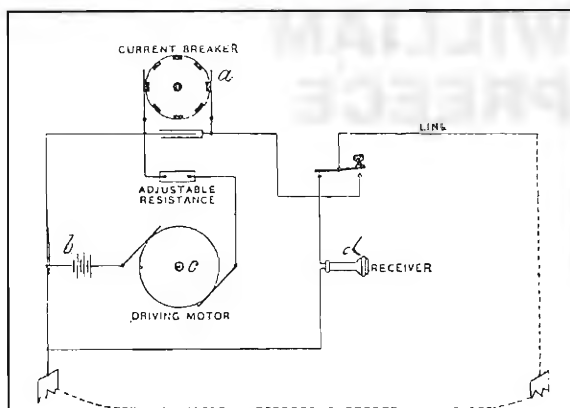 CURRENT BREAKER
a
LINE
ADJUSTABLE
RESISTANCE
b
C
c
RECEIVER
DRIVING MOTOR